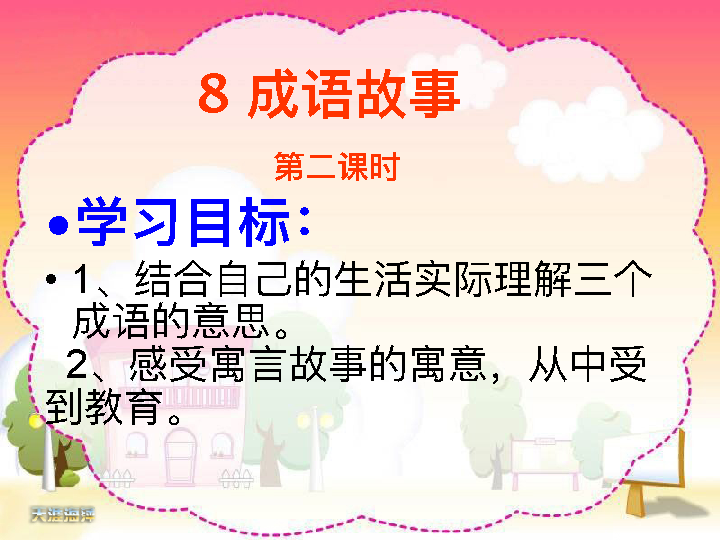 8 成语故事
第二课时
•学习目标：
• 1、结合自己的生活实际理解三个
成语的意思。
2、感受寓言故事的寓意，从中受
到教育。